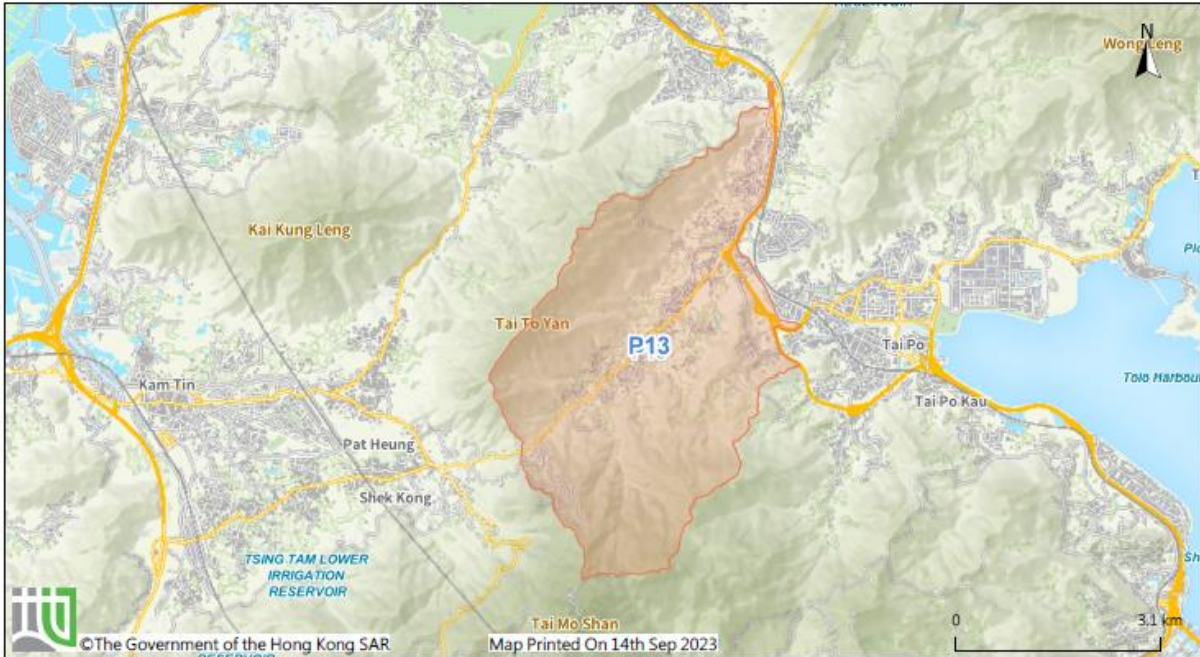 RESERVOIR
N
Wong Leng
Kai Kung Leng
Tai To Yan
P13
Tai Po
Tolo Harbour
Kam Tin
Tai Po Kau
Pat Heung
Shek Kong
TSING TAM LOWER
IRRIGATION
RESERVOIR
Tai Mo Shan
0
3.1 km
©The Government of the Hong Kong SAR
Map Printed On 14th Sep 2023
RESERVOIR